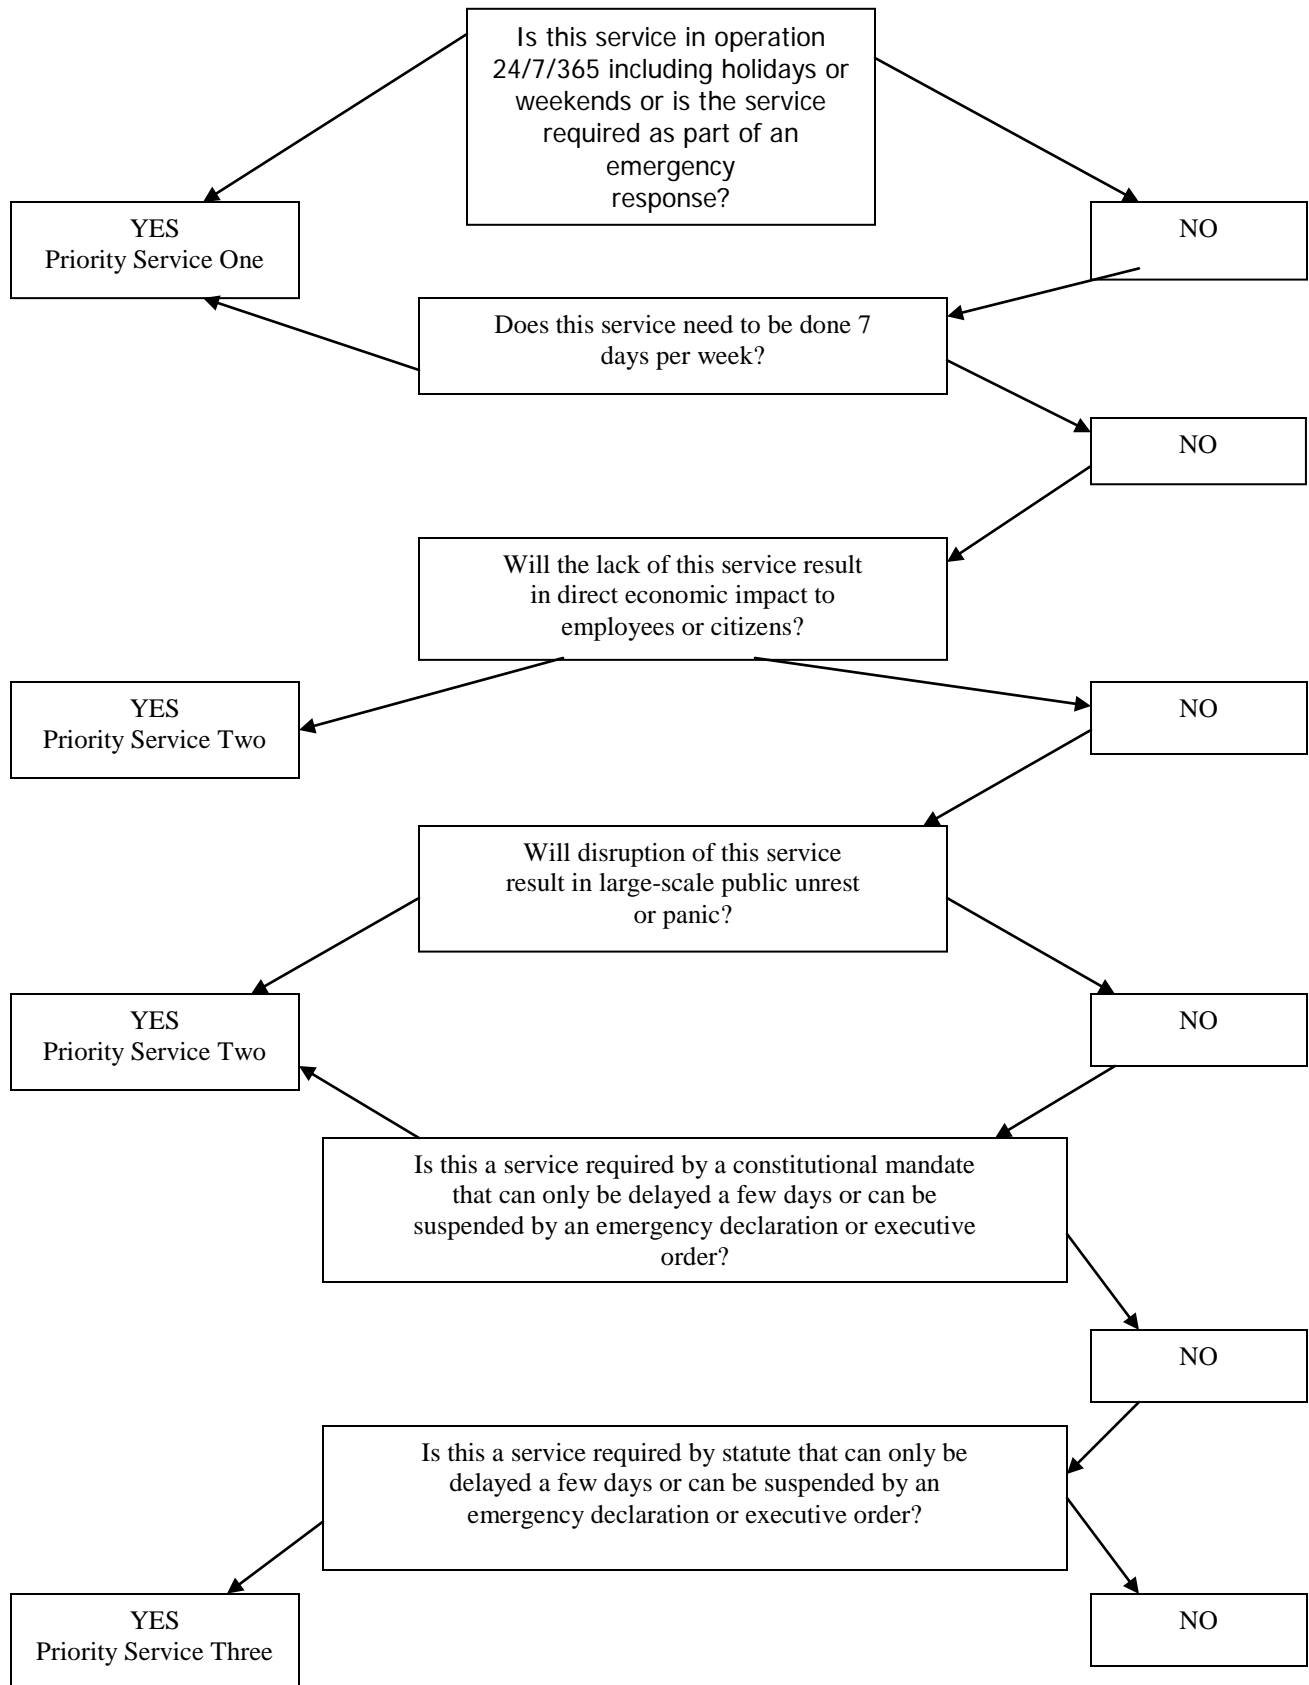 Is this service in operation
24/7/365 including holidays or
weekends or is the service
required as part of an
emergency
response?
YES
Priority Service One
NO
Does this service need to be done 7
days per week?
NO
Will the lack of this service result
in direct economic impact to
employees or citizens?
YES
Priority Service Two
NO
Will disruption of this service
result in large-scale public unrest
or panic?
YES
Priority Service Two
NO
Is this a service required by a constitutional mandate
that can only be delayed a few days or can be
suspended by an emergency declaration or executive
order?
NO
Is this a service required by statute that can only be
delayed a few days or can be suspended by an
emergency declaration or executive order?
YES
Priority Service Three
NO